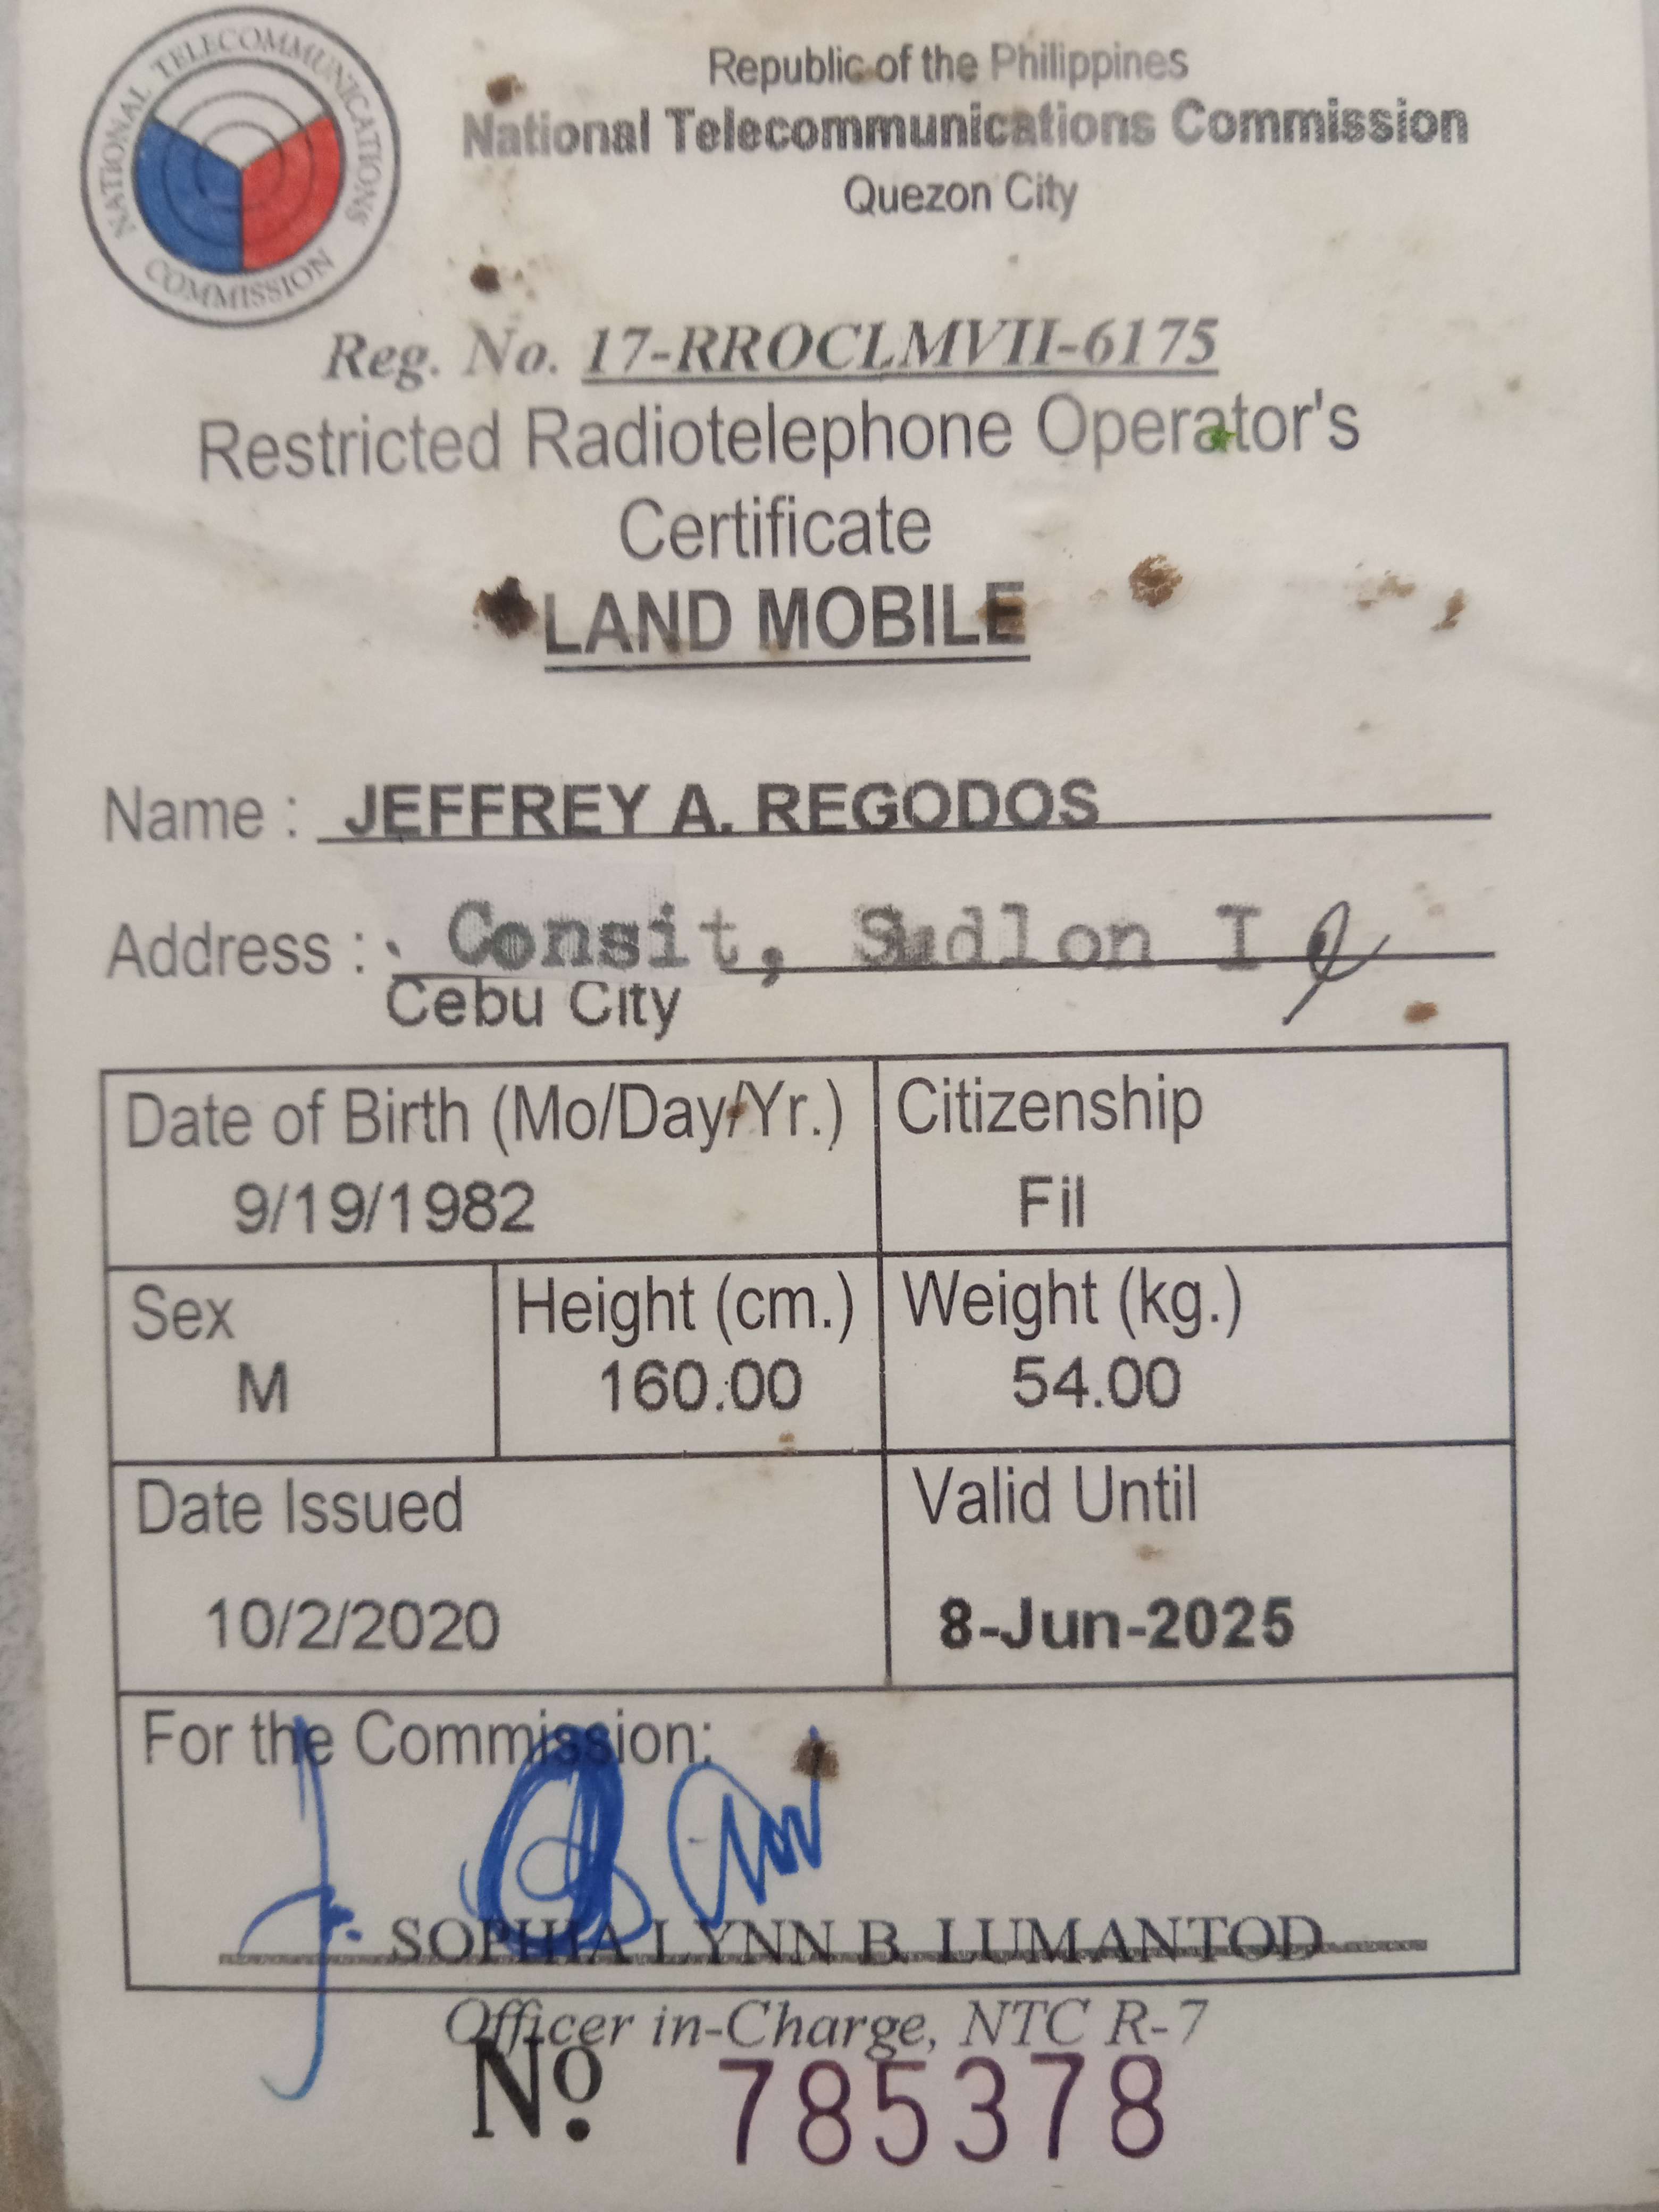 NATIONAL TELECOMMUNICATIONS COMMISSION
Republic of the Philippines
National Telecommunications Commission
Quezon City
Reg. No. 17-RROCLMVII-6175
Restricted Radiotelephone Operator's
Certificate
LAND MOBILE
Name : JEFFREY A. REGODOS
Address : Consit, Sudlon I
Cebu City
Date of Birth (Mo/Day/Yr.) Citizenship
9/19/1982 Fil
Sex Height (cm.) Weight (kg.)
M 160.00 54.00
Date Issued Valid Until
10/2/2020 8-Jun-2025
For the Commission:
SOPHIA LYNN B. LUMANTOD
Officer in-Charge, NTC R-7
No. 785378